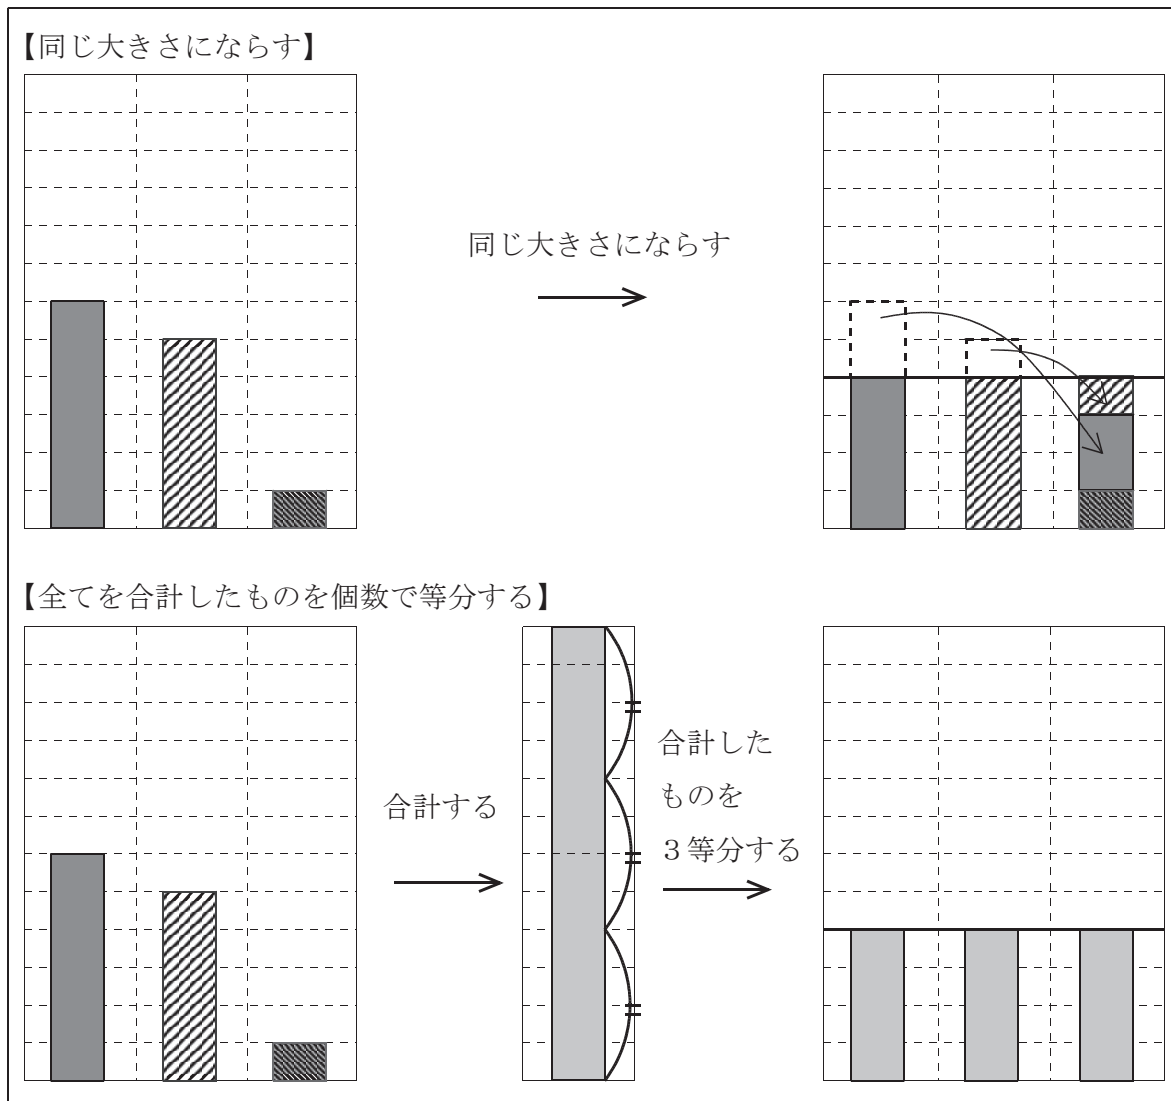 【同じ大きさにならす】
同じ大きさにならす
【全てを合計したものを個数で等分する】
合計する
合計した
ものを
３等分する